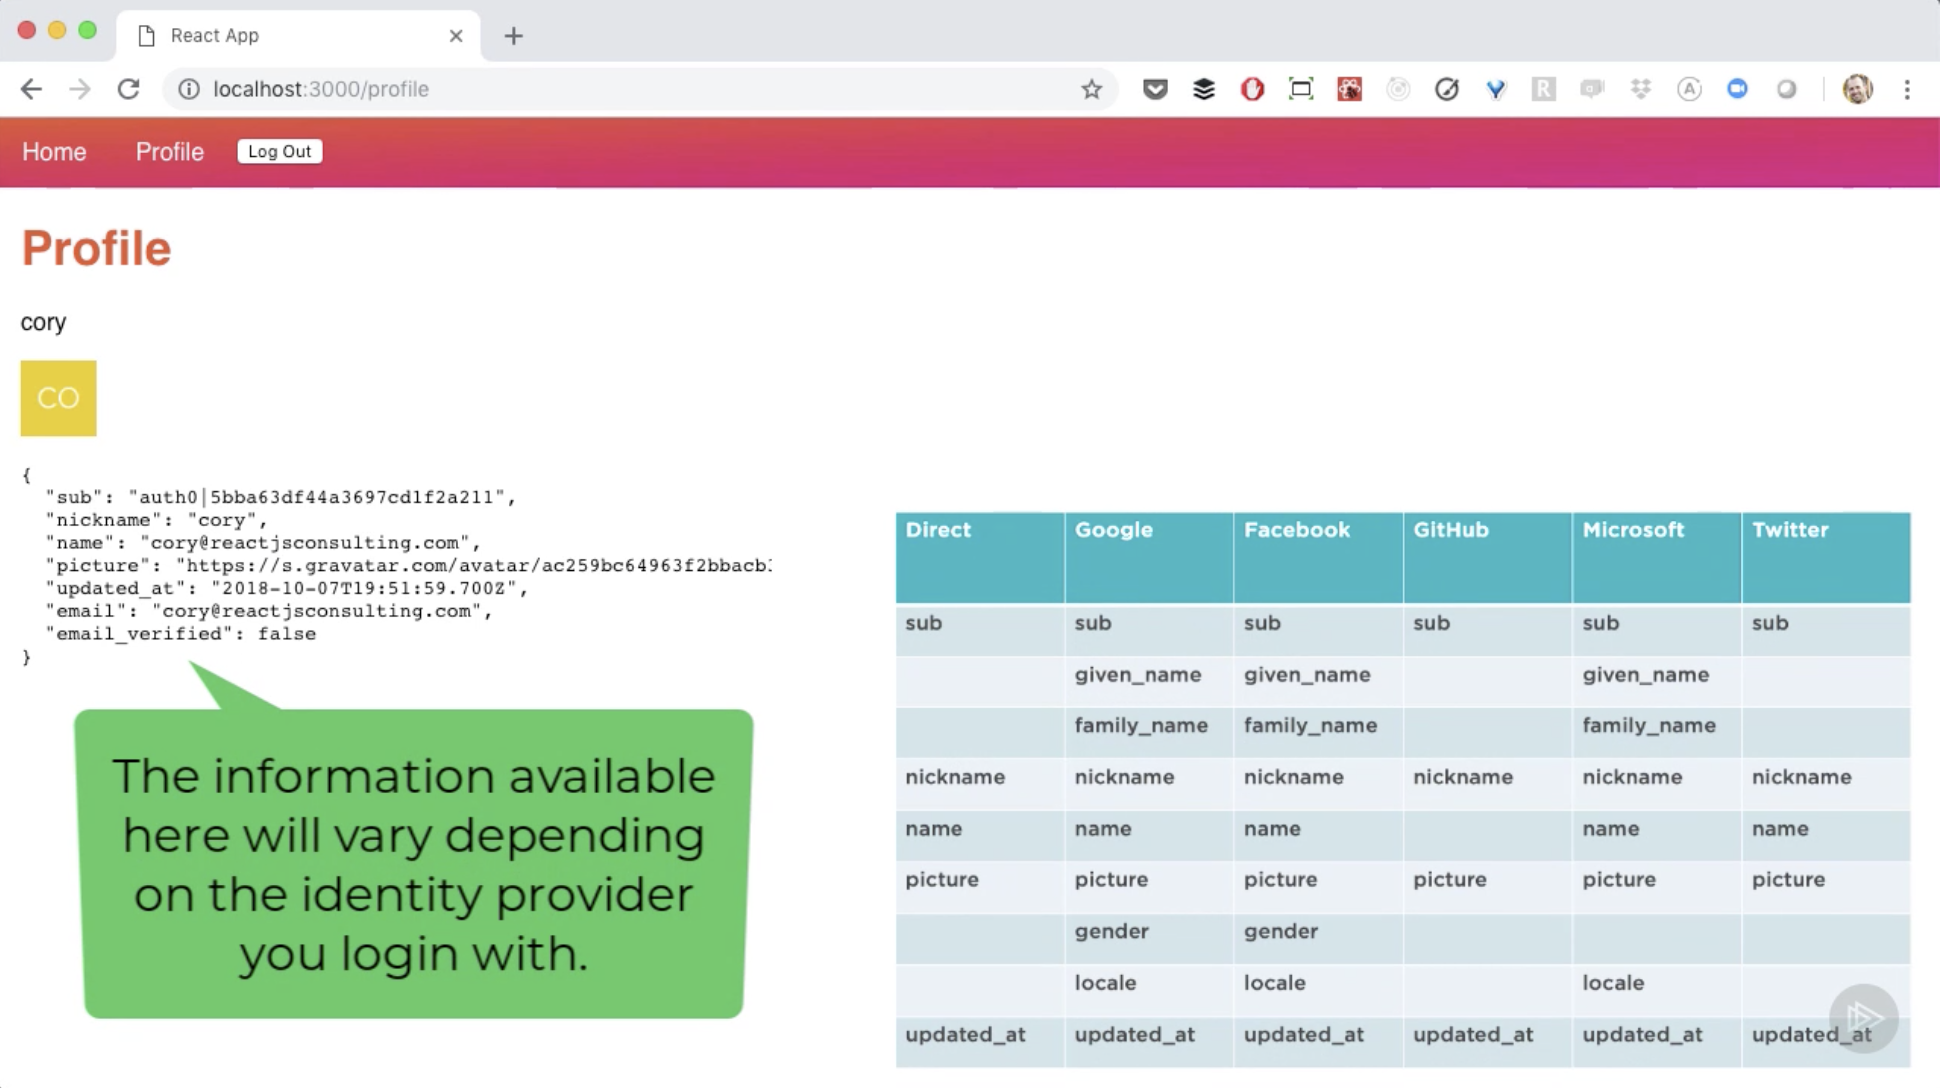 React App
localhost:3000/profile
Home Profile Log Out
Profile
cory
CO
{
"sub": "auth0|5bba63df44a3697cd1f2a211",
"nickname": "cory",
"name": "cory@reactjsconsulting.com",
"picture": "https://s.gravatar.com/avatar/ac259bc64963f2bbacb
"updated_at": "2018-10-07T19:51:59.700Z",
"email": "cory@reactjsconsulting.com",
"email_verified": false
}
The information available
here will vary depending
on the identity provider
you login with.
Direct Google Facebook GitHub Microsoft Twitter
sub sub sub sub sub sub
given_name given_name given_name
family_name family_name family_name
nickname nickname nickname nickname nickname nickname
name name name name name
picture picture picture picture picture picture
gender gender
locale locale locale
updated_at updated_at updated_at updated_at updated_at updated_at